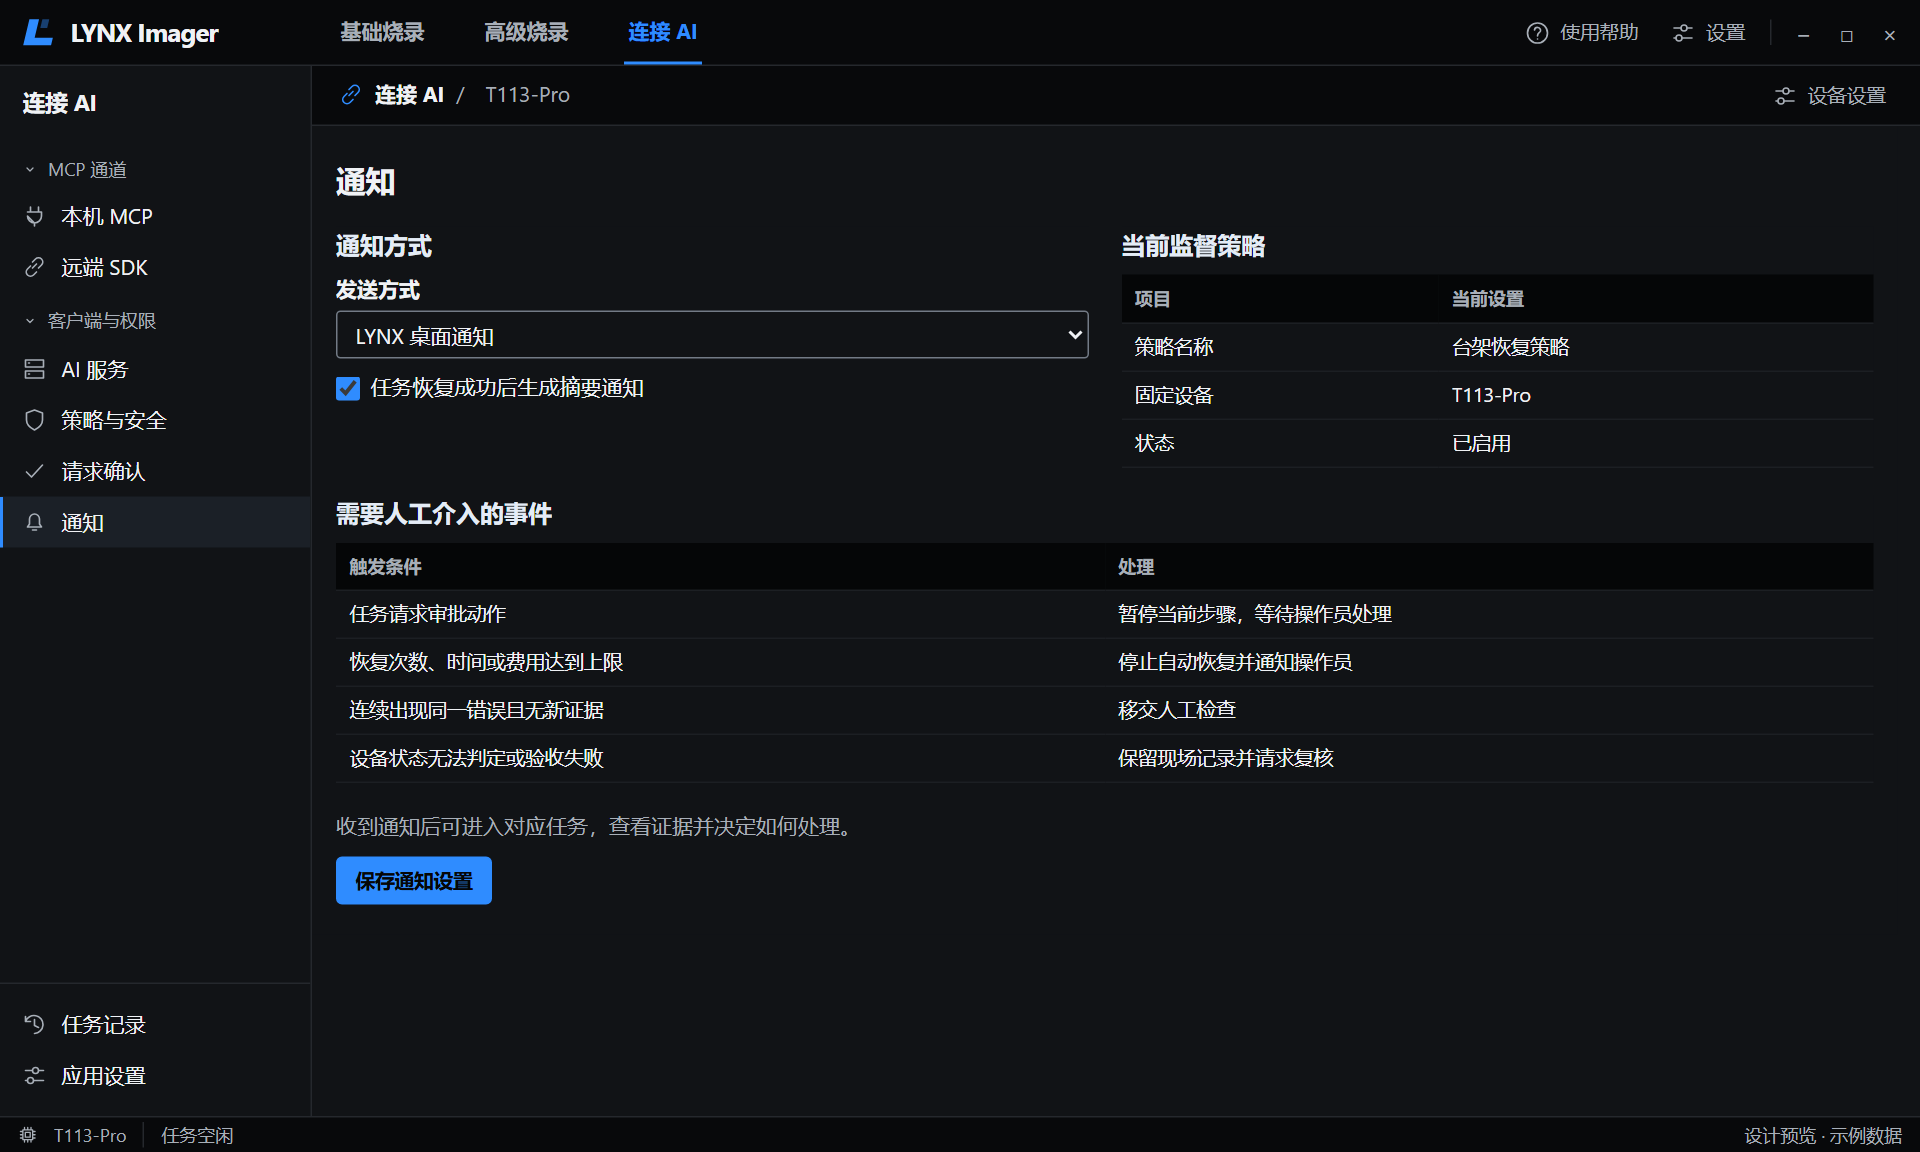 LYNX Imager
基础烧录
高级烧录
连接 AI
使用帮助
设置
连接 AI
MCP 通道
本机 MCP
远端 SDK
客户端与权限
AI 服务
策略与安全
请求确认
通知
任务记录
应用设置
连接 AI / T113-Pro
设备设置
通知
通知方式
发送方式
LYNX 桌面通知
任务恢复成功后生成摘要通知
当前监督策略
项目 当前设置
策略名称 台架恢复策略
固定设备 T113-Pro
状态 已启用
需要人工介入的事件
触发条件 处理
任务请求审批动作 暂停当前步骤，等待操作员处理
恢复次数、时间或费用达到上限 停止自动恢复并通知操作员
连续出现同一错误且无新证据 移交人工检查
设备状态无法判定或验收失败 保留现场记录并请求复核
收到通知后可进入对应任务，查看证据并决定如何处理。
保存通知设置
T113-Pro
任务空闲
设计预览 · 示例数据